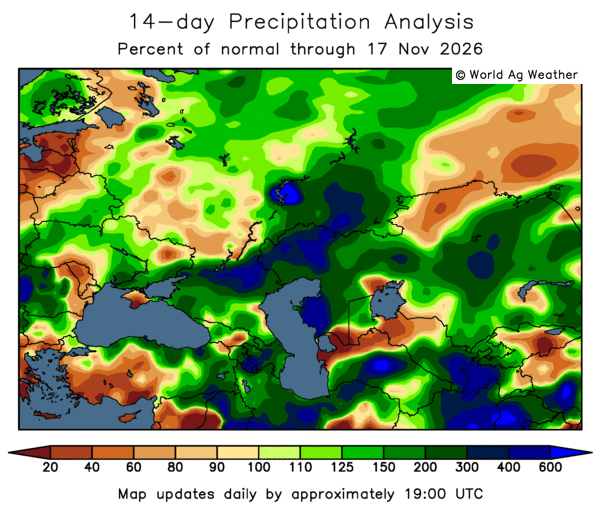 14-day Precipitation Analysis
Percent of normal through 17 Nov 2026
© World Ag Weather
20 40 60 80 90 100 110 125 150 200 300 400 600
Map updates daily by approximately 19:00 UTC